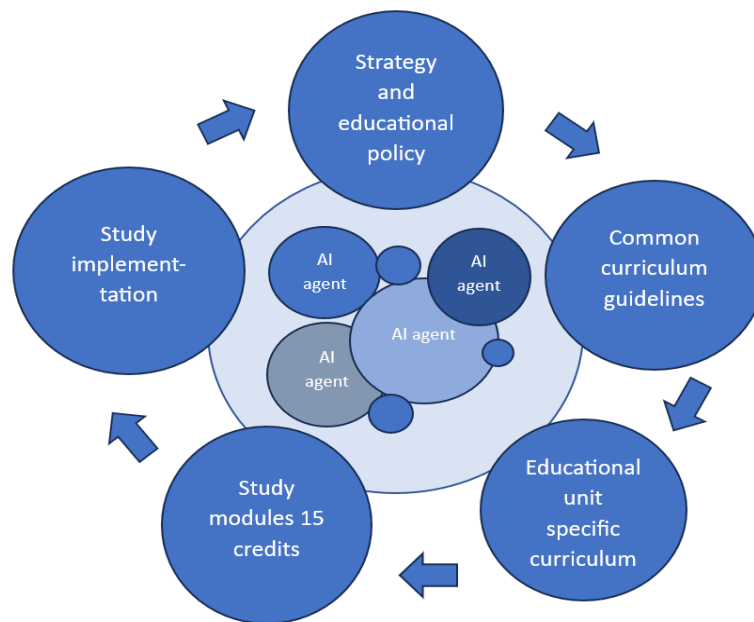 Strategy
and
educational
policy
Common
curriculum
guidelines
Educational
unit
specific
curriculum
Study
modules 15
credits
Study
implement-
tation
AI
agent
AI
agent
AI agent
AI
agent